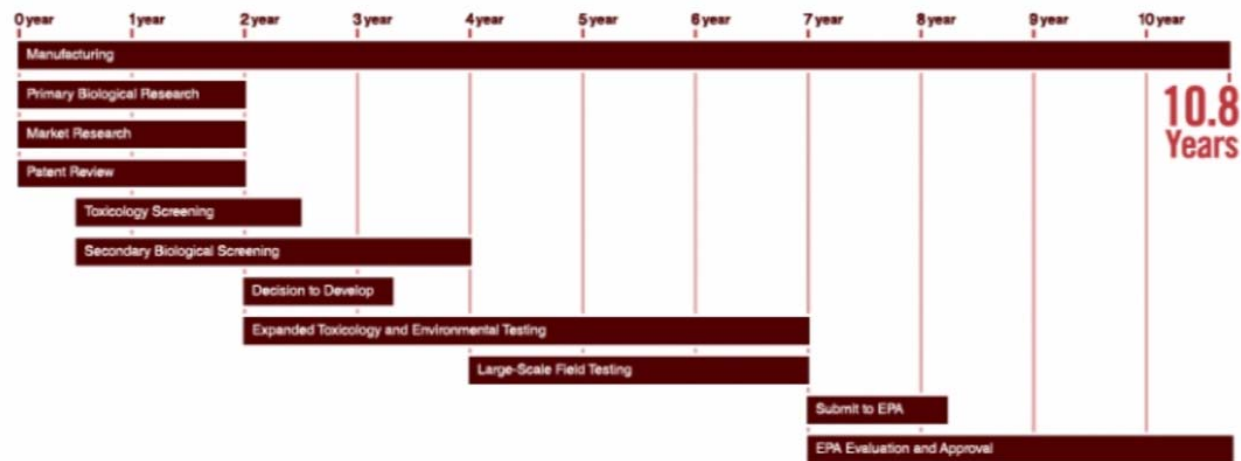 0 year 1 year 2 year 3 year 4 year 5 year 6 year 7 year 8 year 9 year 10 year
Manufacturing
Primary Biological Research
10.8
Years
Market Research
Patent Review
Toxicology Screening
Secondary Biological Screening
Decision to Develop
Expanded Toxicology and Environmental Testing
Large-Scale Field Testing
Submit to EPA
EPA Evaluation and Approval